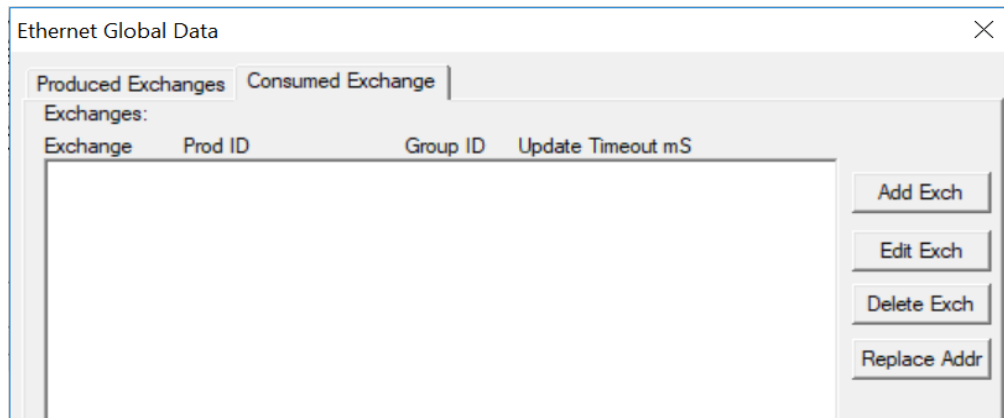 Ethernet Global Data
Produced Exchanges Consumed Exchange
Exchanges:
Exchange Prod ID Group ID Update Timeout mS
Add Exch
Edit Exch
Delete Exch
Replace Addr